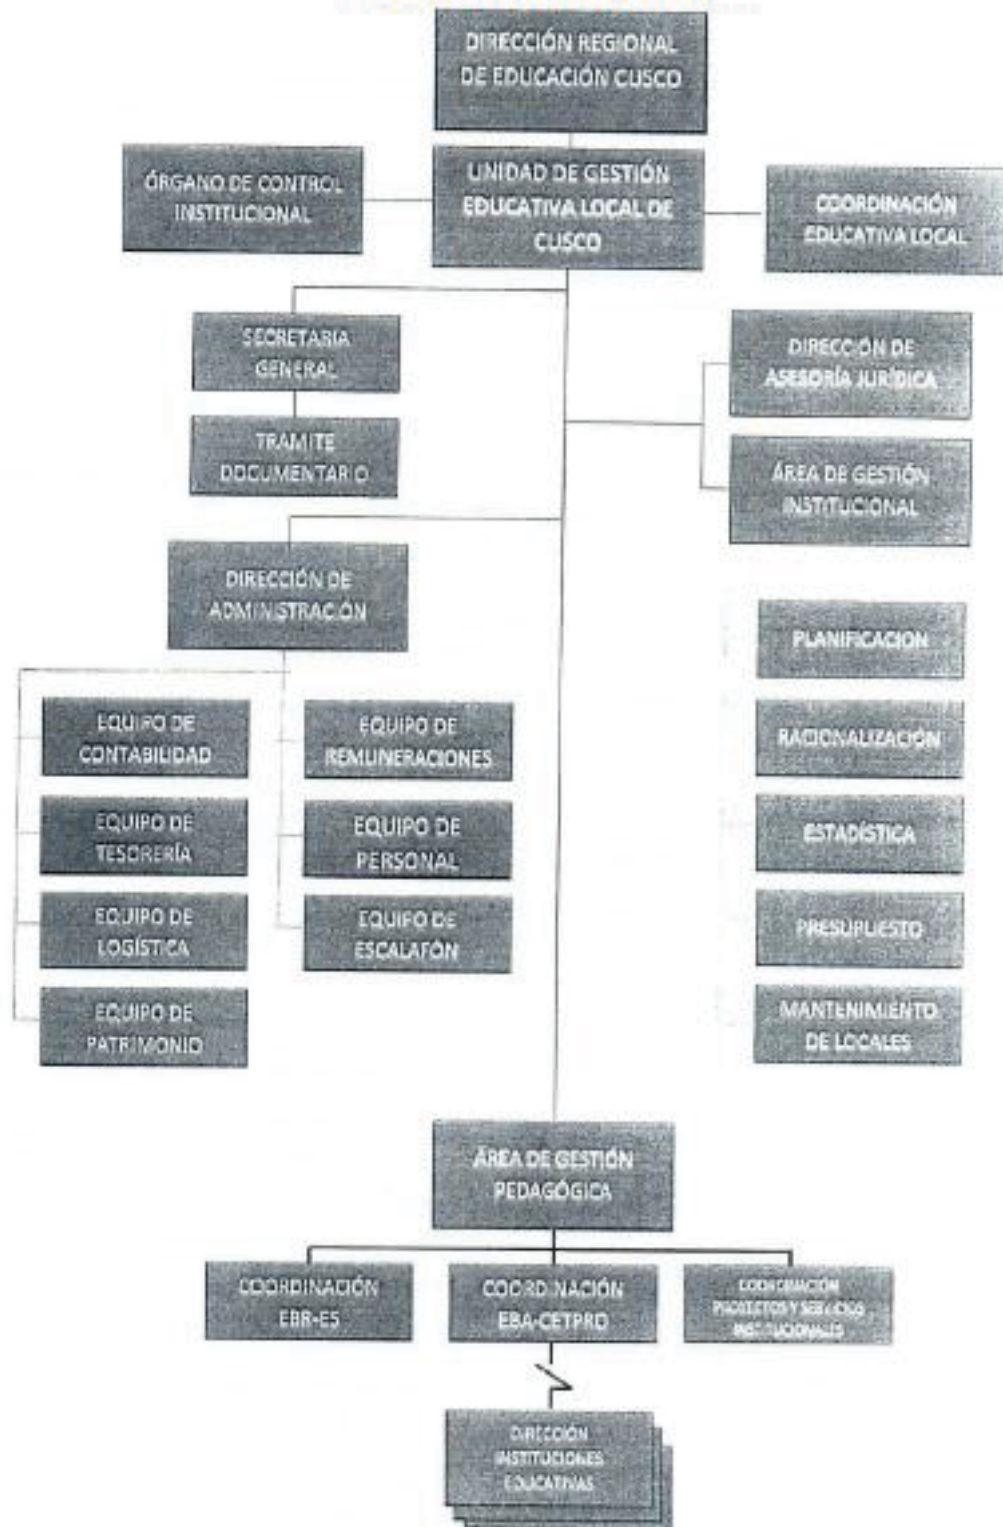 DIRECCIÓN REGIONAL
DE EDUCACIÓN CUSCO
ÓRGANO DE CONTROL
INSTITUCIONAL
UNIDAD DE GESTIÓN
EDUCATIVA LOCAL DE
CUSCO
COORDINACIÓN
EDUCATIVA LOCAL
SECRETARIA
GENERAL
TRAMITE
DOCUMENTARIO
DIRECCIÓN DE
ASESORÍA JURÍDICA
ÁREA DE GESTIÓN
INSTITUCIONAL
DIRECCIÓN DE
ADMINISTRACIÓN
EQUIPO DE
CONTABILIDAD
EQUIPO DE
TESORERÍA
EQUIPO DE
LOGÍSTICA
EQUIPO DE
PATRIMONIO
EQUIPO DE
REMUNERACIONES
EQUIPO DE
PERSONAL
EQUIPO DE
ESCALAFÓN
PLANIFICACION
RACIONALIZACIÓN
ESTADÍSTICA
PRESUPUESTO
MANTENIMIENTO
DE LOCALES
ÁREA DE GESTIÓN
PEDAGÓGICA
COORDINACIÓN
EBR-ES
COORDINACIÓN
EBA-CETPRO
COORDINACIÓN
PROYECTOS Y SERVICIOS
INSTITUCIONALES
DIRECCIÓN
INSTITUCIONES
EDUCATIVAS